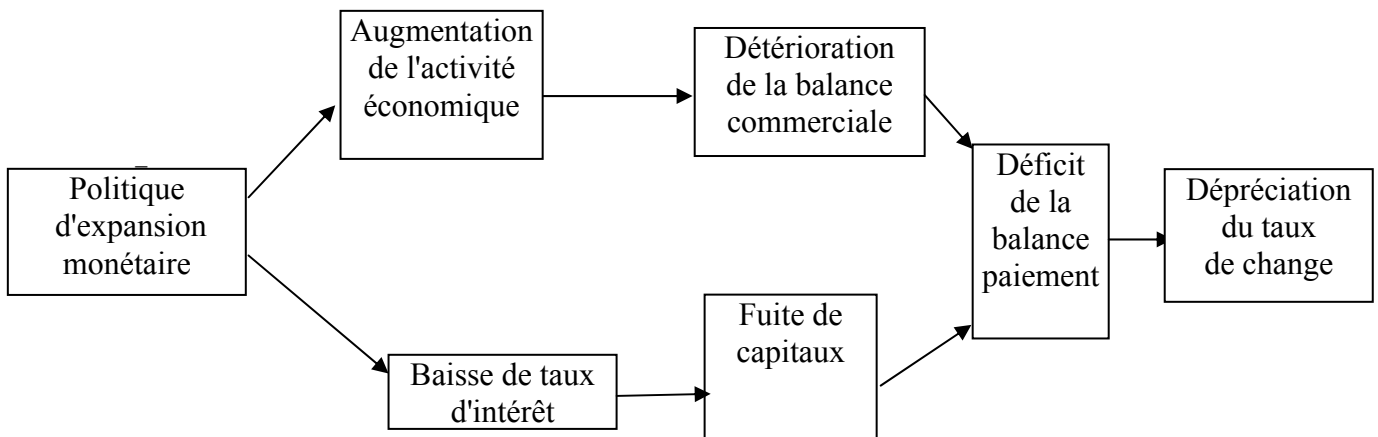 Augmentation
de l'activité
économique
Détérioration
de la balance
commerciale
Politique
d'expansion
monétaire
Déficit
de la
balance
paiement
Dépréciation
du taux
de change
Baisse de taux
d'intérêt
Fuite de
capitaux